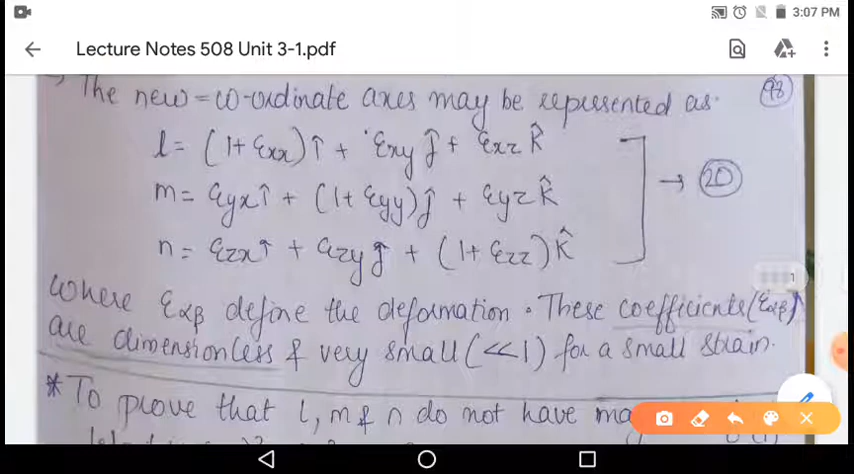 3:07 PM
Lecture Notes 508 Unit 3-1.pdf
The new = co-ordinate axes may be represented as. 98
l = (1+ εxx) î + εxy ĵ + εxz k̂
m = εyx î + (1+ εyy) ĵ + εyz k̂ → 20
n = εzx î + εzy ĵ + (1+ εzz) k̂
where εαβ define the deformation. These coefficients (εαβ)
are dimensionless & very small (<<1) for a small strain.
* To prove that l, m & n do not have